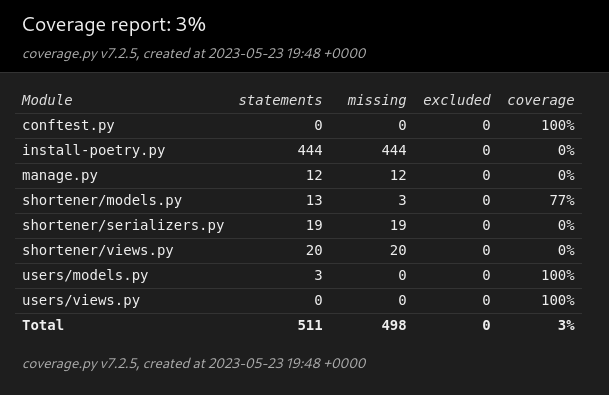 Coverage report: 3%
coverage.py v7.2.5, created at 2023-05-23 19:48 +0000
Module statements missing excluded coverage
conftest.py 0 0 0 100%
install-poetry.py 444 444 0 0%
manage.py 12 12 0 0%
shortener/models.py 13 3 0 77%
shortener/serializers.py 19 19 0 0%
shortener/views.py 20 20 0 0%
users/models.py 3 0 0 100%
users/views.py 0 0 0 100%
Total 511 498 0 3%
coverage.py v7.2.5, created at 2023-05-23 19:48 +0000